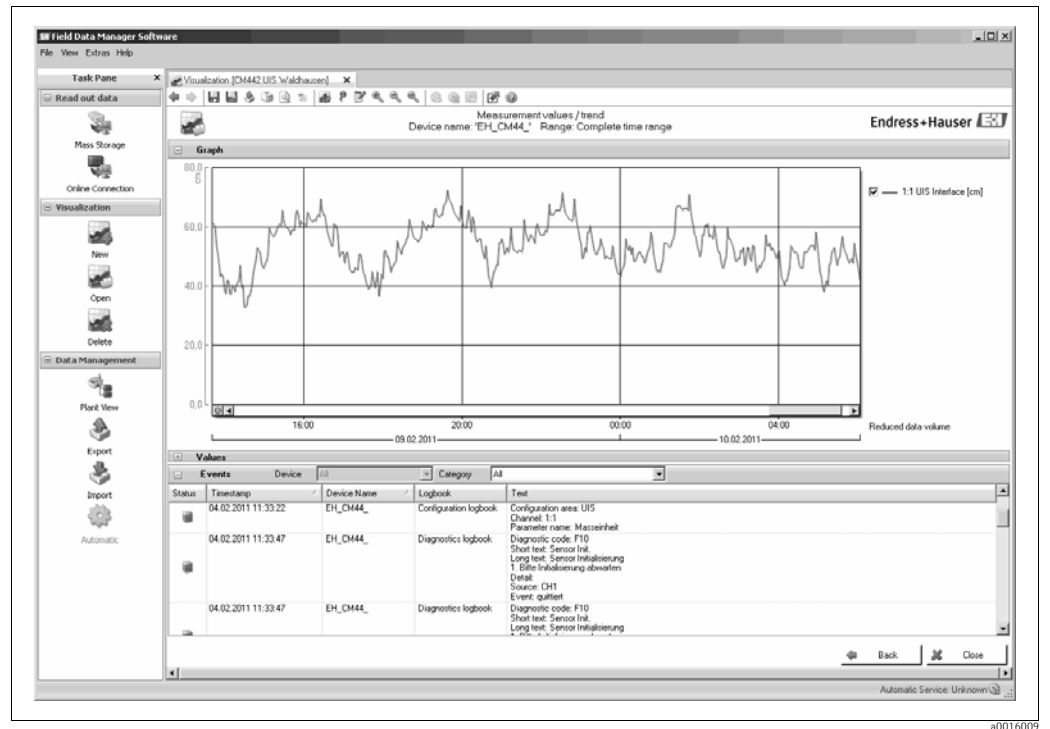 Field Data Manager Software
File View Extras Help
Task Pane
Read out data
Mass Storage
Online Connection
Visualization
New
Open
Delete
Data Management
Plant View
Export
Import
Automatic
Visualization [CM442 UIS Waldhausen]
Measurement values / trend
Device name: 'EH_CM44_' Range: Complete time range
Endress+Hauser EH
Graph
80,0
60,0
40,0
20,0
0,0
1:1 UIS Interface [cm]
16:00 20:00 00:00 04:00
09.02.2011 10.02.2011
Reduced data volume
Values
Events Device All Category All
Status Timestamp Device Name Logbook Text
04.02.2011 11:33:22 EH_CM44_ Configuration logbook Configuration area: UIS
Channel: 1:1
Parameter name: Masseinheit
04.02.2011 11:33:47 EH_CM44_ Diagnostics logbook Diagnostic code: F10
Short text: Sensor Init.
Long text: Sensor Initialisierung
1. Bitte Initialisierung abwarten
Detail:
Source: CH1
Event: quittiert
04.02.2011 11:33:47 EH_CM44_ Diagnostics logbook Diagnostic code: F10
Short text: Sensor Init.
Long text: Sensor Initialisierung
Back Close
Automatic Service: Unknown
a0016009